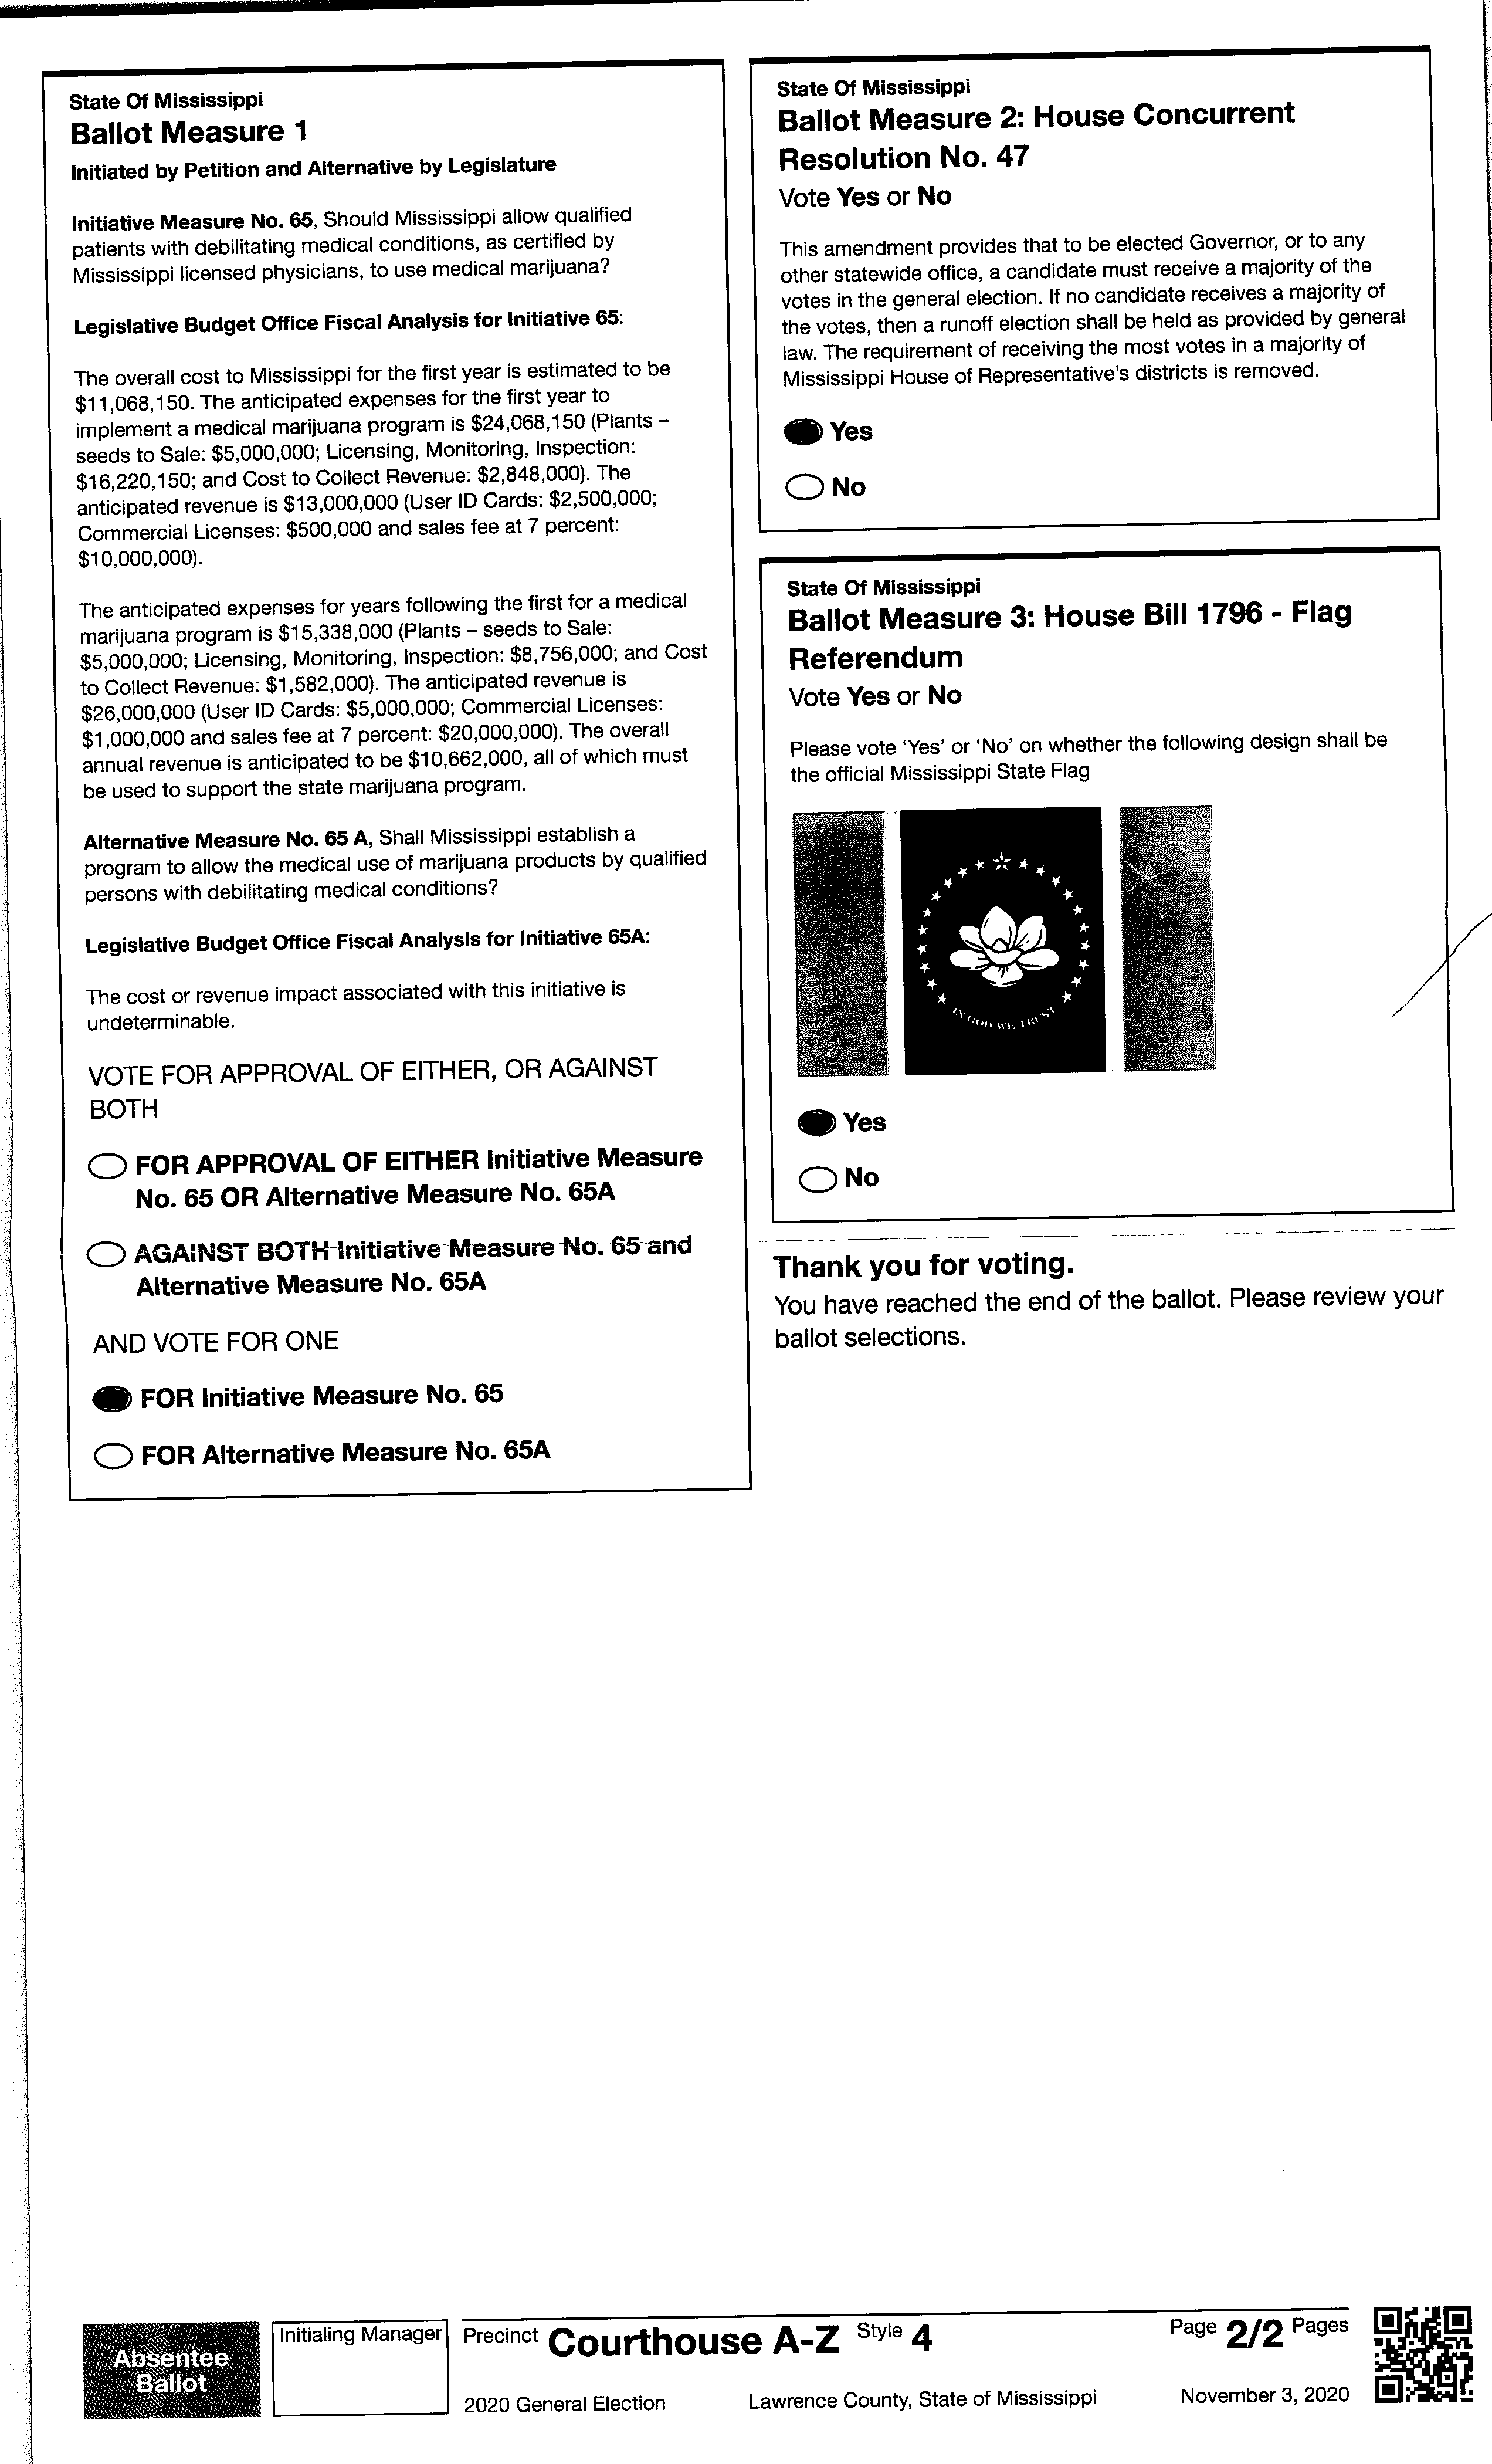 State Of Mississippi
Ballot Measure 1
Initiated by Petition and Alternative by Legislature
Initiative Measure No. 65, Should Mississippi allow qualified
patients with debilitating medical conditions, as certified by
Mississippi licensed physicians, to use medical marijuana?
Legislative Budget Office Fiscal Analysis for Initiative 65:
The overall cost to Mississippi for the first year is estimated to be
$11,068,150. The anticipated expenses for the first year to
implement a medical marijuana program is $24,068,150 (Plants –
seeds to Sale: $5,000,000; Licensing, Monitoring, Inspection:
$16,220,150; and Cost to Collect Revenue: $2,848,000). The
anticipated revenue is $13,000,000 (User ID Cards: $2,500,000;
Commercial Licenses: $500,000 and sales fee at 7 percent:
$10,000,000).
The anticipated expenses for years following the first for a medical
marijuana program is $15,338,000 (Plants – seeds to Sale:
$5,000,000; Licensing, Monitoring, Inspection: $8,756,000; and Cost
to Collect Revenue: $1,582,000). The anticipated revenue is
$26,000,000 (User ID Cards: $5,000,000; Commercial Licenses:
$1,000,000 and sales fee at 7 percent: $20,000,000). The overall
annual revenue is anticipated to be $10,662,000, all of which must
be used to support the state marijuana program.
Alternative Measure No. 65 A, Shall Mississippi establish a
program to allow the medical use of marijuana products by qualified
persons with debilitating medical conditions?
Legislative Budget Office Fiscal Analysis for Initiative 65A:
The cost or revenue impact associated with this initiative is
undeterminable.
VOTE FOR APPROVAL OF EITHER, OR AGAINST
BOTH
FOR APPROVAL OF EITHER Initiative Measure
No. 65 OR Alternative Measure No. 65A
AGAINST BOTH Initiative Measure No. 65 and
Alternative Measure No. 65A
AND VOTE FOR ONE
FOR Initiative Measure No. 65
FOR Alternative Measure No. 65A
State Of Mississippi
Ballot Measure 2: House Concurrent
Resolution No. 47
Vote Yes or No
This amendment provides that to be elected Governor, or to any
other statewide office, a candidate must receive a majority of the
votes in the general election. If no candidate receives a majority of
the votes, then a runoff election shall be held as provided by general
law. The requirement of receiving the most votes in a majority of
Mississippi House of Representative's districts is removed.
Yes
No
State Of Mississippi
Ballot Measure 3: House Bill 1796 - Flag
Referendum
Vote Yes or No
Please vote ‘Yes’ or ‘No’ on whether the following design shall be
the official Mississippi State Flag
IN GOD WE TRUST
Yes
No
Thank you for voting.
You have reached the end of the ballot. Please review your
ballot selections.
Absentee
Ballot
Initialing Manager
Precinct Courthouse A-Z Style 4
Page 2/2 Pages
2020 General Election
Lawrence County, State of Mississippi
November 3, 2020